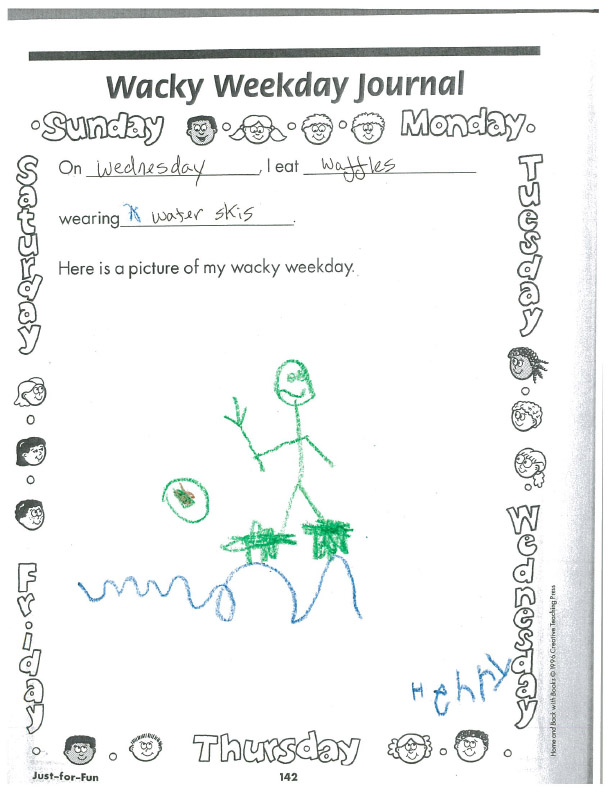 Wacky Weekday Journal
Sunday Monday
Saturday
Tuesday
On wednesday, I eat waffles
wearing water skis.
Here is a picture of my wacky weekday.
Friday
Wednesday
Henry
Home and Back with Books © 1996 Creative Teaching Press
Thursday
Just-for-Fun 142